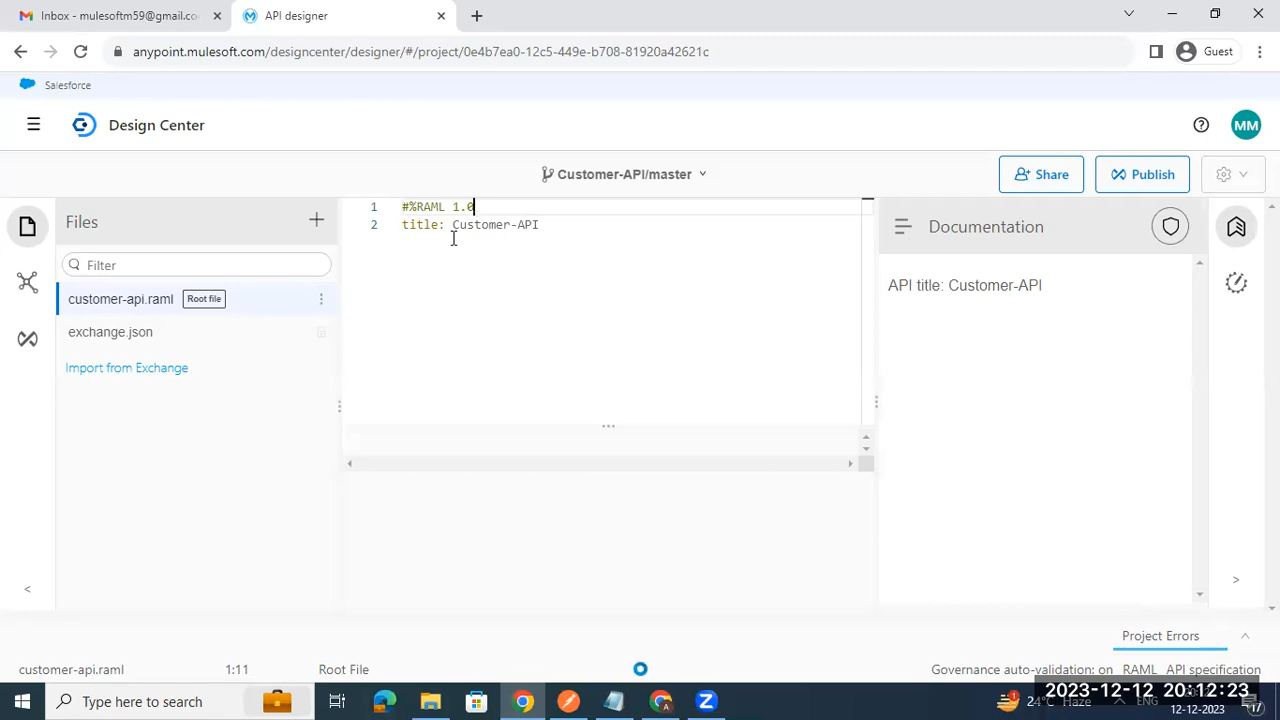 Inbox - mulesoftm59@gmail.co
API designer
anypoint.mulesoft.com/designcenter/designer/#/project/0e4b7ea0-12c5-449e-b708-81920a42621c
Guest
Salesforce
Design Center
MM
Customer-API/master
Share
Publish
Files
Filter
customer-api.raml
Root file
exchange.json
Import from Exchange
1 #%RAML 1.0
2 title: Customer-API
Documentation
API title: Customer-API
Project Errors
customer-api.raml
1:11
Root File
Governance auto-validation: on
RAML
API specification
Type here to search
1
24°C Haze
ENG
2023-12-12 20:12:23
12-12-2023
17